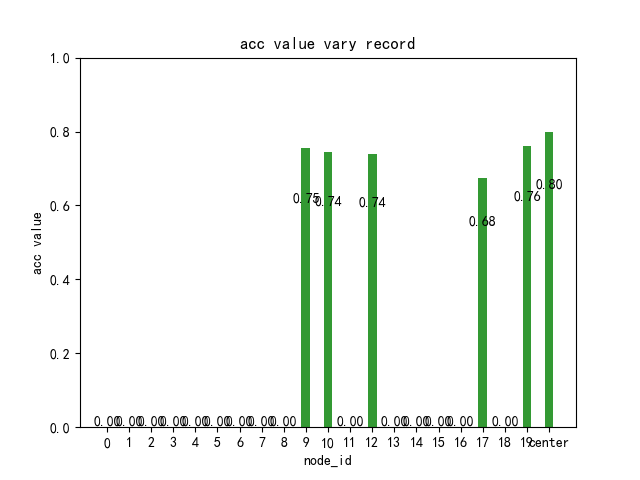 acc value vary record
1.0
0.8
0.6
0.4
0.2
0.0
acc value
0.00 0.00 0.00 0.00 0.00 0.00 0.00 0.00 0.00 0.75 0.74 0.00 0.74 0.00 0.00 0.00 0.00 0.68 0.00 0.76 0.80
0 1 2 3 4 5 6 7 8 9 10 11 12 13 14 15 16 17 18 19 center
node_id